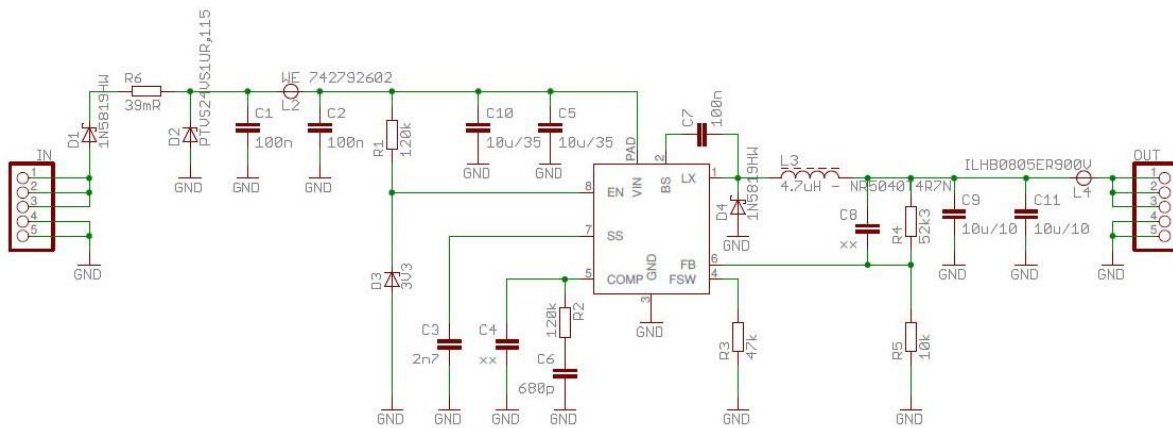 IN
1
2
3
4
5
GND
D1
1N5819HW
R6
39mR
D2
PTVS24VS1UR,115
GND
C1
100n
GND
WE 742792602
L2
C2
100n
GND
R1
120k
C10
10u/35
GND
C5
10u/35
GND
D3
3V3
GND
C3
2n7
GND
C4
xx
GND
R2
120k
C6
680p
GND
PAD
VIN
2
BS
1
LX
8
EN
7
SS
5
COMP
GND
3
GND
6
FB
4
FSW
C7
100n
D4
1N5819HW
GND
L3
4.7uH - NR5040T4R7N
R3
47k
GND
C8
xx
R4
52k3
R5
10k
GND
C9
10u/10
GND
C11
10u/10
GND
ILHB0805ER900V
L4
OUT
1
2
3
4
5
GND